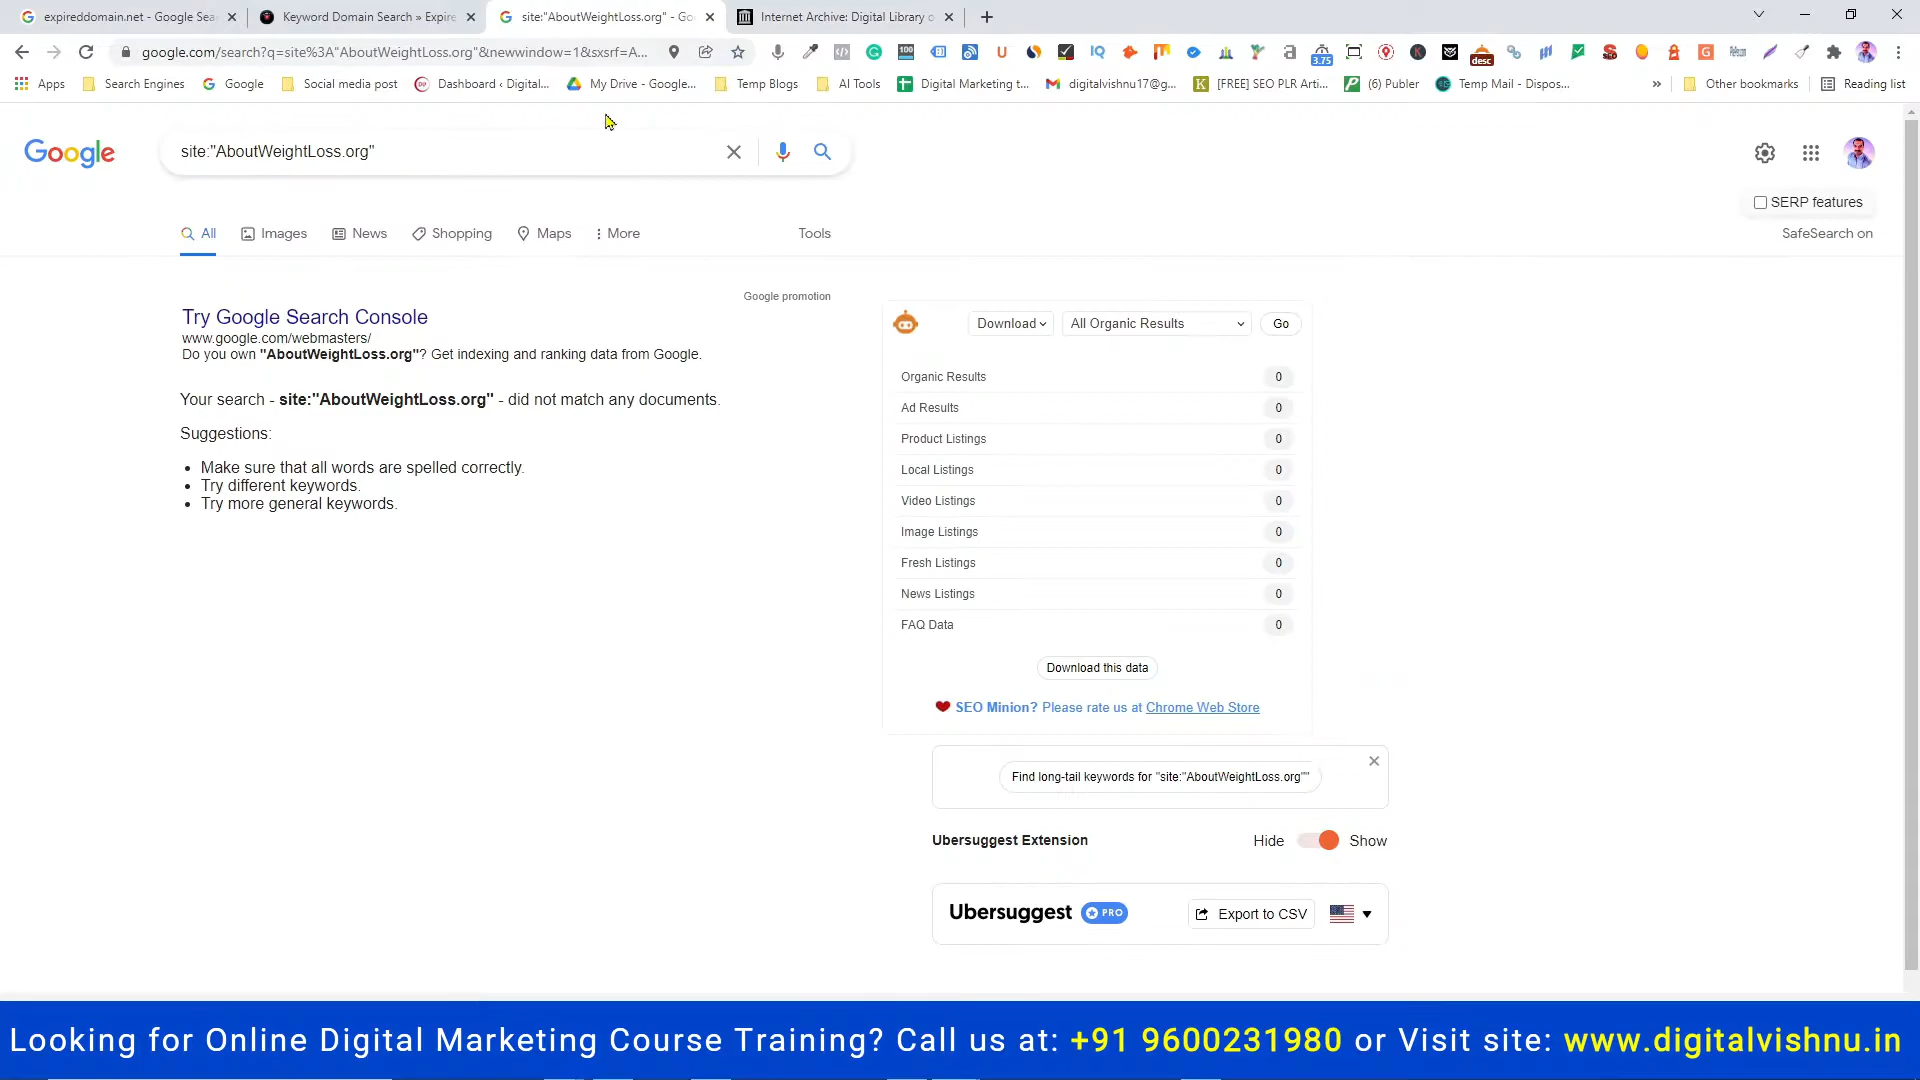 expireddomain.net - Google Sea
Keyword Domain Search » Expire
site:"AboutWeightLoss.org" - Go
Internet Archive: Digital Library o
google.com/search?q=site%3A"AboutWeightLoss.org"&newwindow=1&sxsrf=A...
100
3.75
desc
Apps
Search Engines
Google
Social media post
Dashboard ‹ Digital...
My Drive - Google...
Temp Blogs
AI Tools
Digital Marketing t...
digitalvishnu17@g...
[FREE] SEO PLR Arti...
(6) Publer
Temp Mail - Dispos...
»
Other bookmarks
Reading list
Google
site:"AboutWeightLoss.org"
SERP features
All
Images
News
Shopping
Maps
More
Tools
SafeSearch on
Google promotion
Try Google Search Console
www.google.com/webmasters/
Do you own "AboutWeightLoss.org"? Get indexing and ranking data from Google.
Your search - site:"AboutWeightLoss.org" - did not match any documents.
Suggestions:
• Make sure that all words are spelled correctly.
• Try different keywords.
• Try more general keywords.
Download
All Organic Results
Go
Organic Results 0
Ad Results 0
Product Listings 0
Local Listings 0
Video Listings 0
Image Listings 0
Fresh Listings 0
News Listings 0
FAQ Data 0
Download this data
SEO Minion? Please rate us at Chrome Web Store
Find long-tail keywords for "site:"AboutWeightLoss.org""
Ubersuggest Extension
Hide
Show
Ubersuggest PRO
Export to CSV
Looking for Online Digital Marketing Course Training? Call us at: +91 9600231980 or Visit site: www.digitalvishnu.in